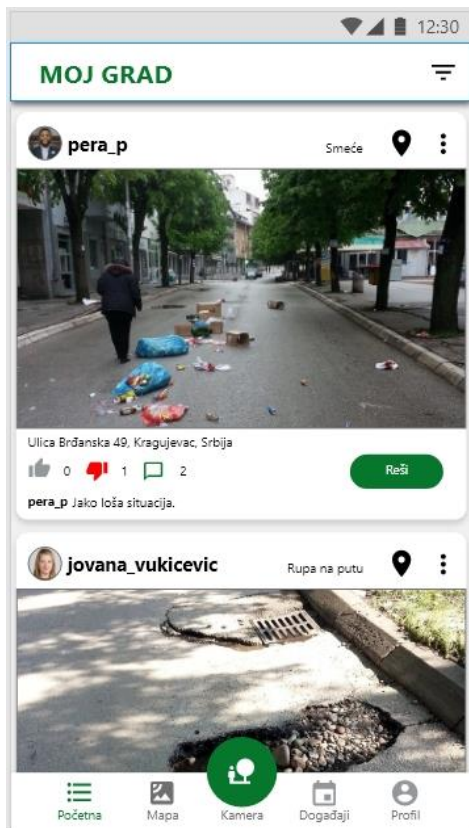 12:30
MOJ GRAD
pera_p Smeće
Ulica Brđanska 49, Kragujevac, Srbija
0 1 2 Reši
pera_p Jako loša situacija.
jovana_vukicevic Rupa na putu
Početna Mapa Kamera Događaji Profil